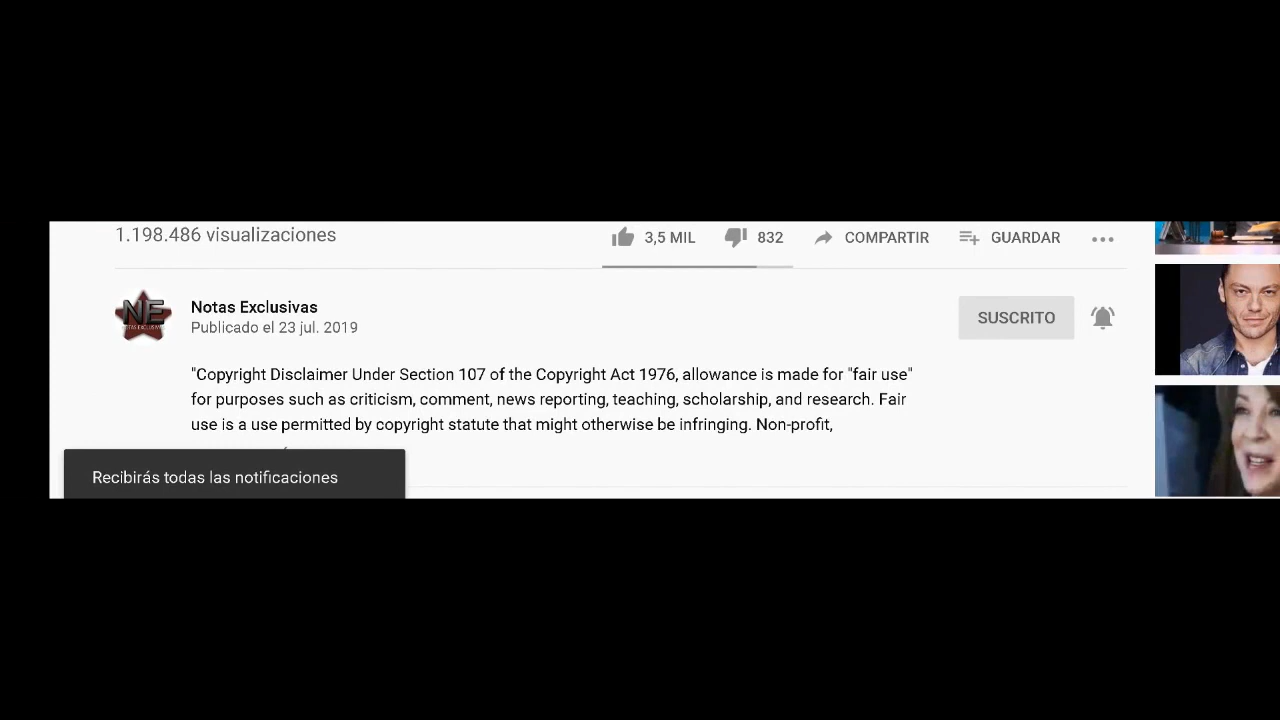 1.198.486 visualizaciones
3,5 MIL
832
COMPARTIR
GUARDAR
NE
Notas Exclusivas
Publicado el 23 jul. 2019
SUSCRITO
"Copyright Disclaimer Under Section 107 of the Copyright Act 1976, allowance is made for "fair use"
for purposes such as criticism, comment, news reporting, teaching, scholarship, and research. Fair
use is a use permitted by copyright statute that might otherwise be infringing. Non-profit,
Recibirás todas las notificaciones